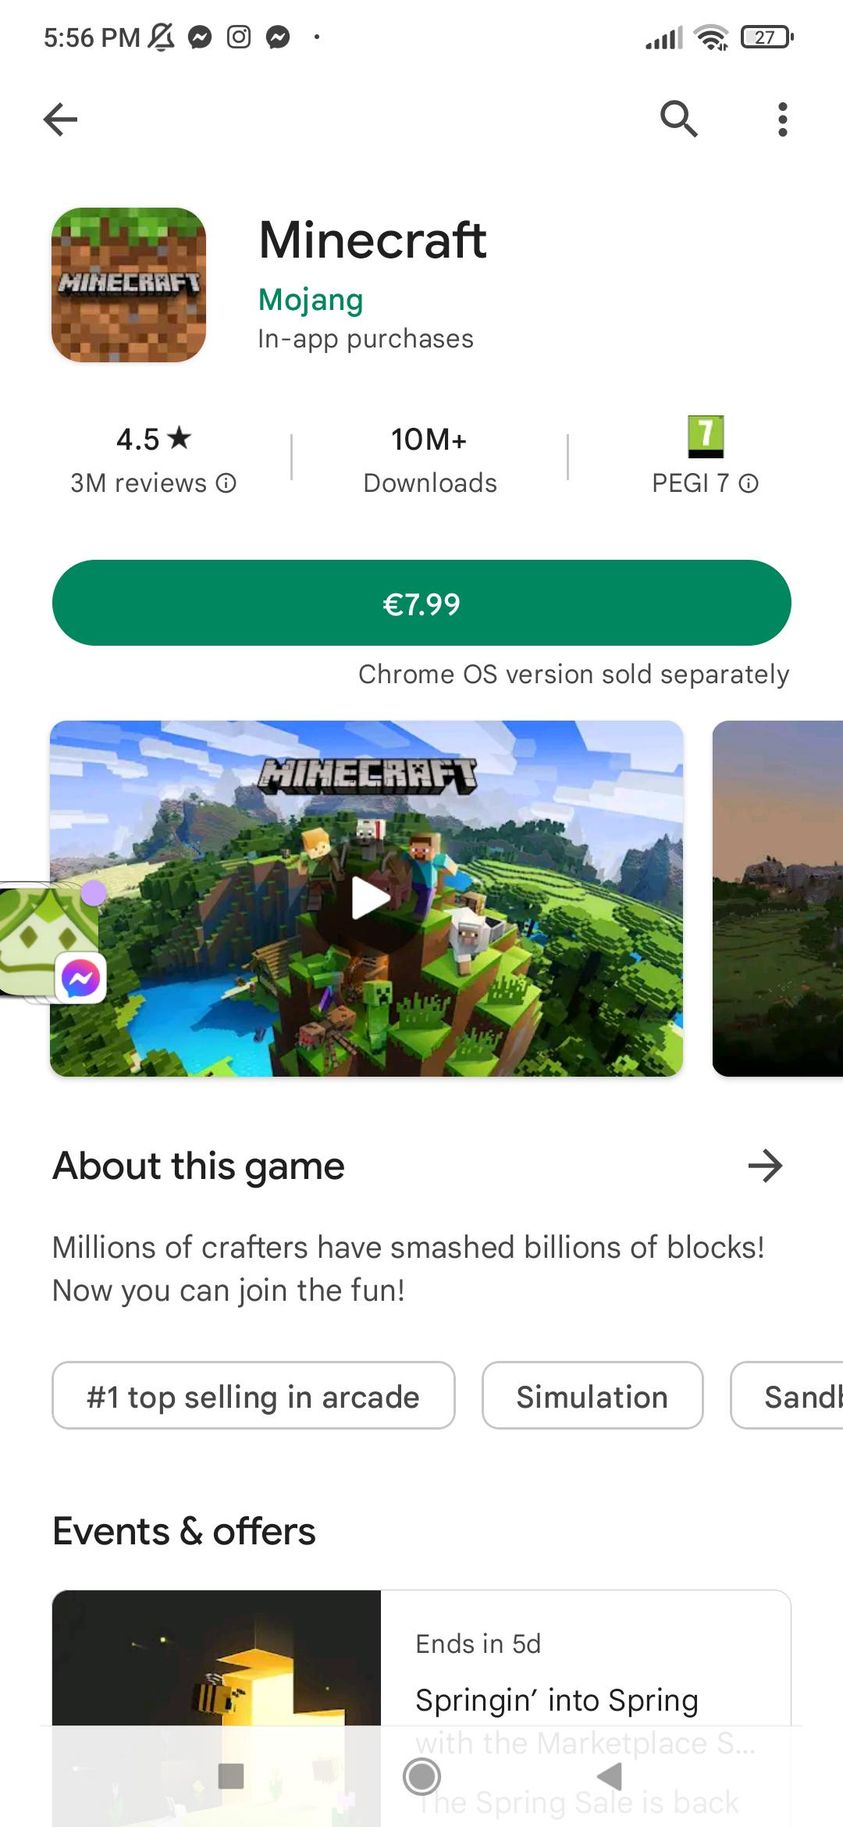 5:56 PM
27
MINECRAFT
Minecraft
Mojang
In-app purchases
4.5★
3M reviews
10M+
Downloads
7
PEGI 7
€7.99
Chrome OS version sold separately
MINECRAFT
About this game
Millions of crafters have smashed billions of blocks!
Now you can join the fun!
#1 top selling in arcade
Simulation
Sandb
Events & offers
Ends in 5d
Springin’ into Spring
with the Marketplace S...
The Spring Sale is back